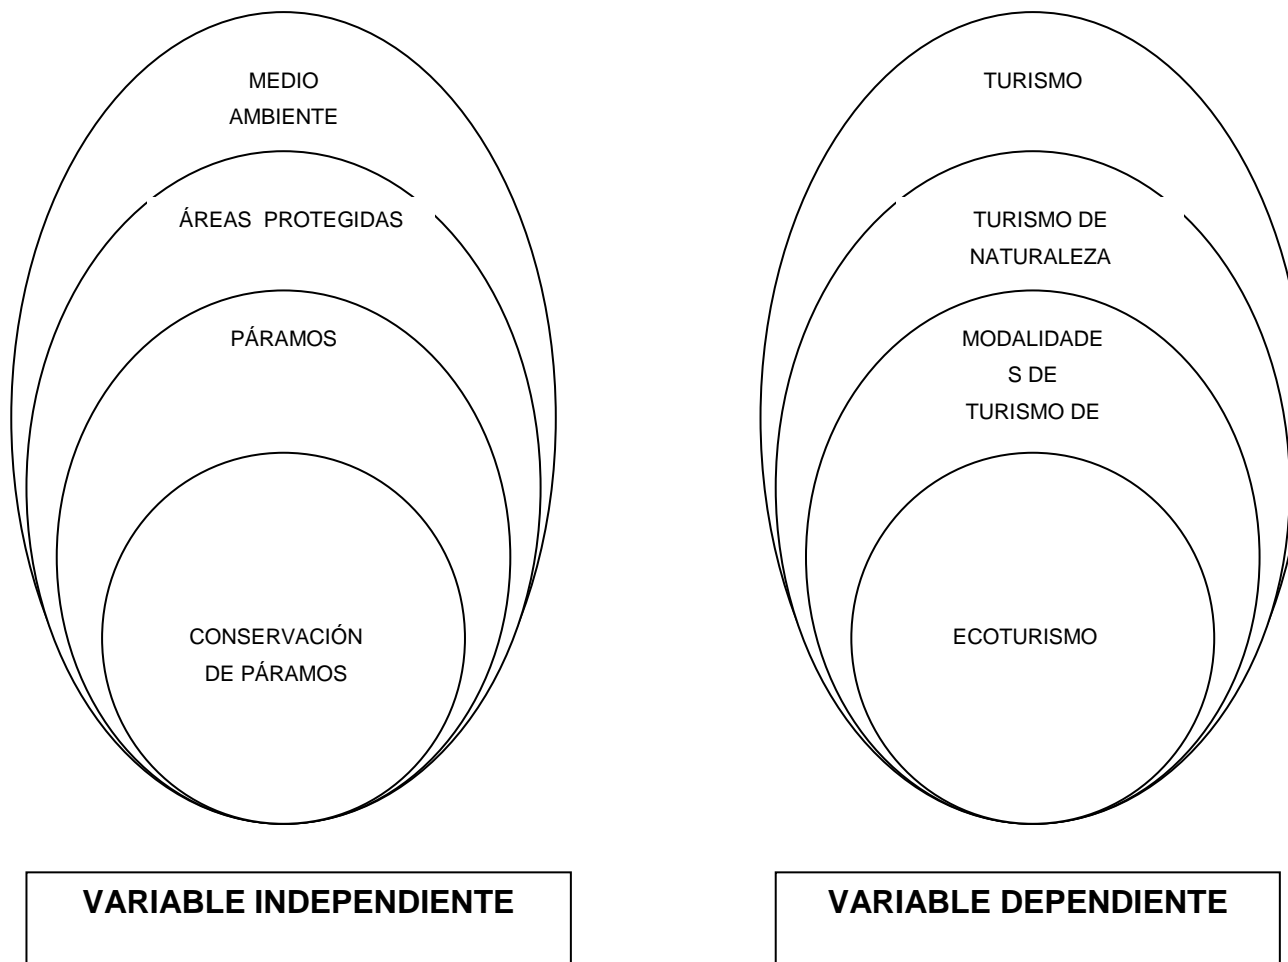 MEDIO
AMBIENTE
ÁREAS  PROTEGIDAS
PÁRAMOS
CONSERVACIÓN
DE PÁRAMOS
VARIABLE INDEPENDIENTE
TURISMO
TURISMO DE
NATURALEZA
MODALIDADE
S DE
TURISMO DE
ECOTURISMO
VARIABLE DEPENDIENTE